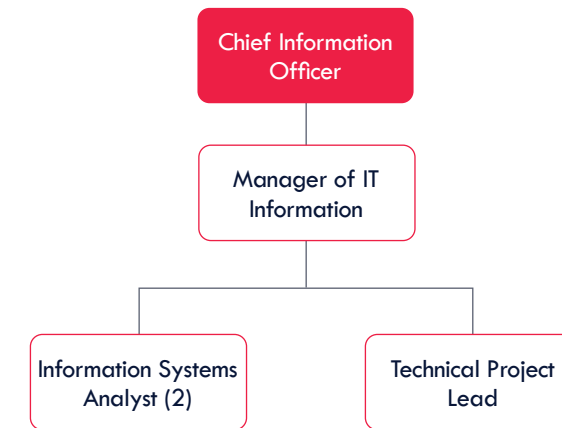 Chief Information
Officer
Manager of IT
Information
Information Systems
Analyst (2)
Technical Project
Lead